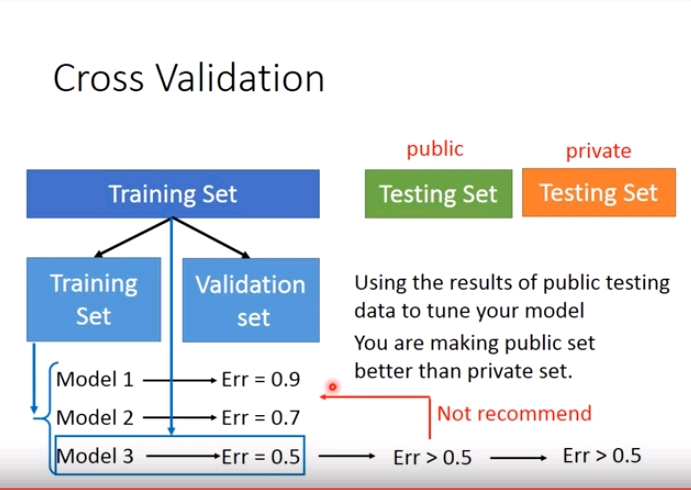 Cross Validation
public
private
Training Set
Testing Set
Testing Set
Training
Set
Validation
set
Using the results of public testing
data to tune your model
You are making public set
better than private set.
Model 1
Err = 0.9
Not recommend
Model 2
Err = 0.7
Model 3
Err = 0.5
Err > 0.5
Err > 0.5